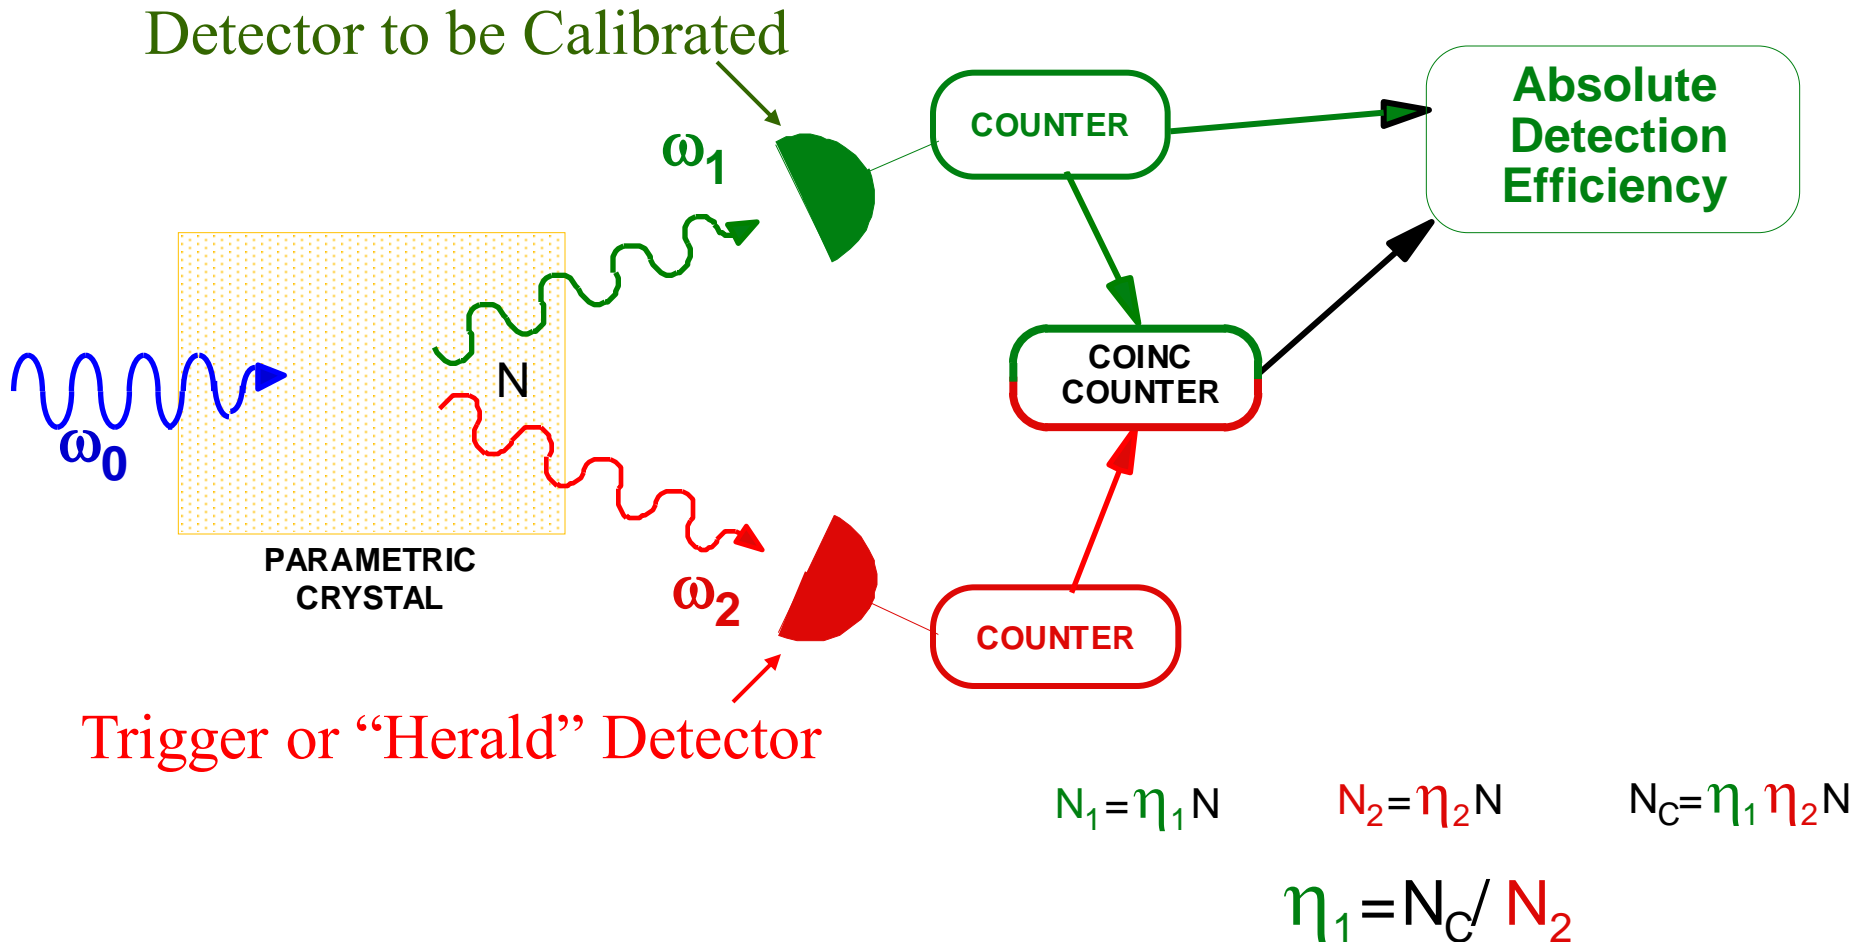 Detector to be Calibrated
Absolute
Detection
Efficiency
COUNTER
ω1
COINC
COUNTER
N
ω0
PARAMETRIC
CRYSTAL
ω2
COUNTER
Trigger or “Herald” Detector
N1=η1N N2=η2N NC=η1η2N
η1=NC/ N2